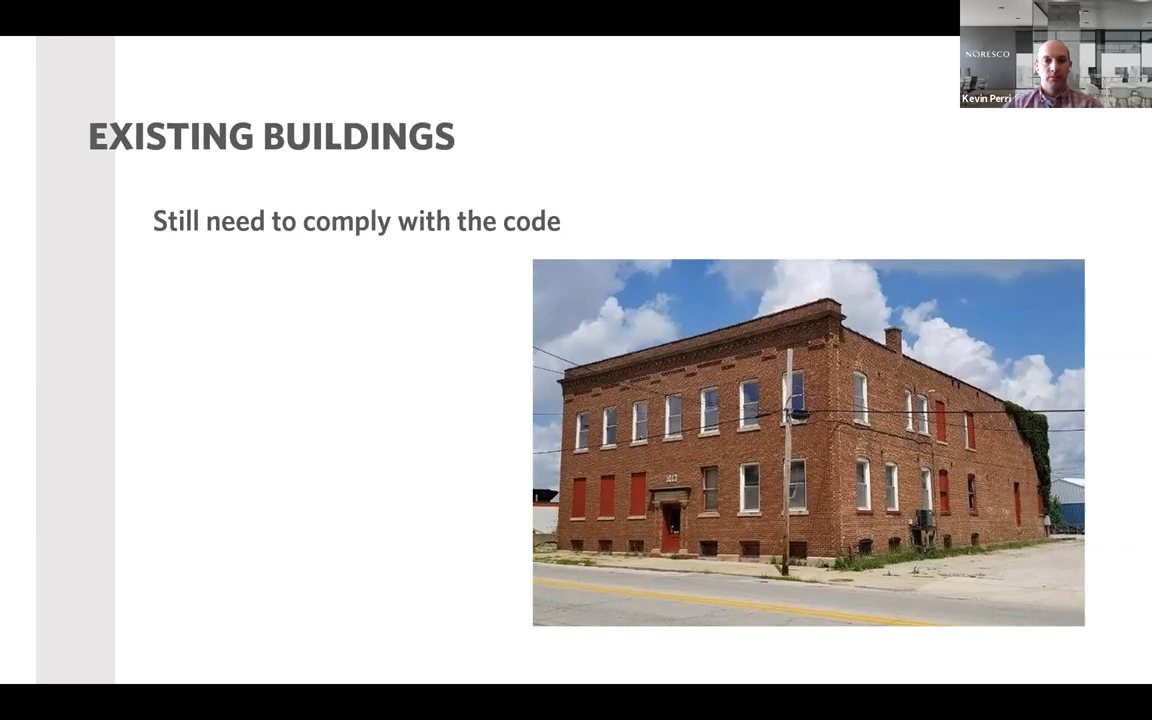 NORESCO
Kevin Perri
EXISTING BUILDINGS
Still need to comply with the code